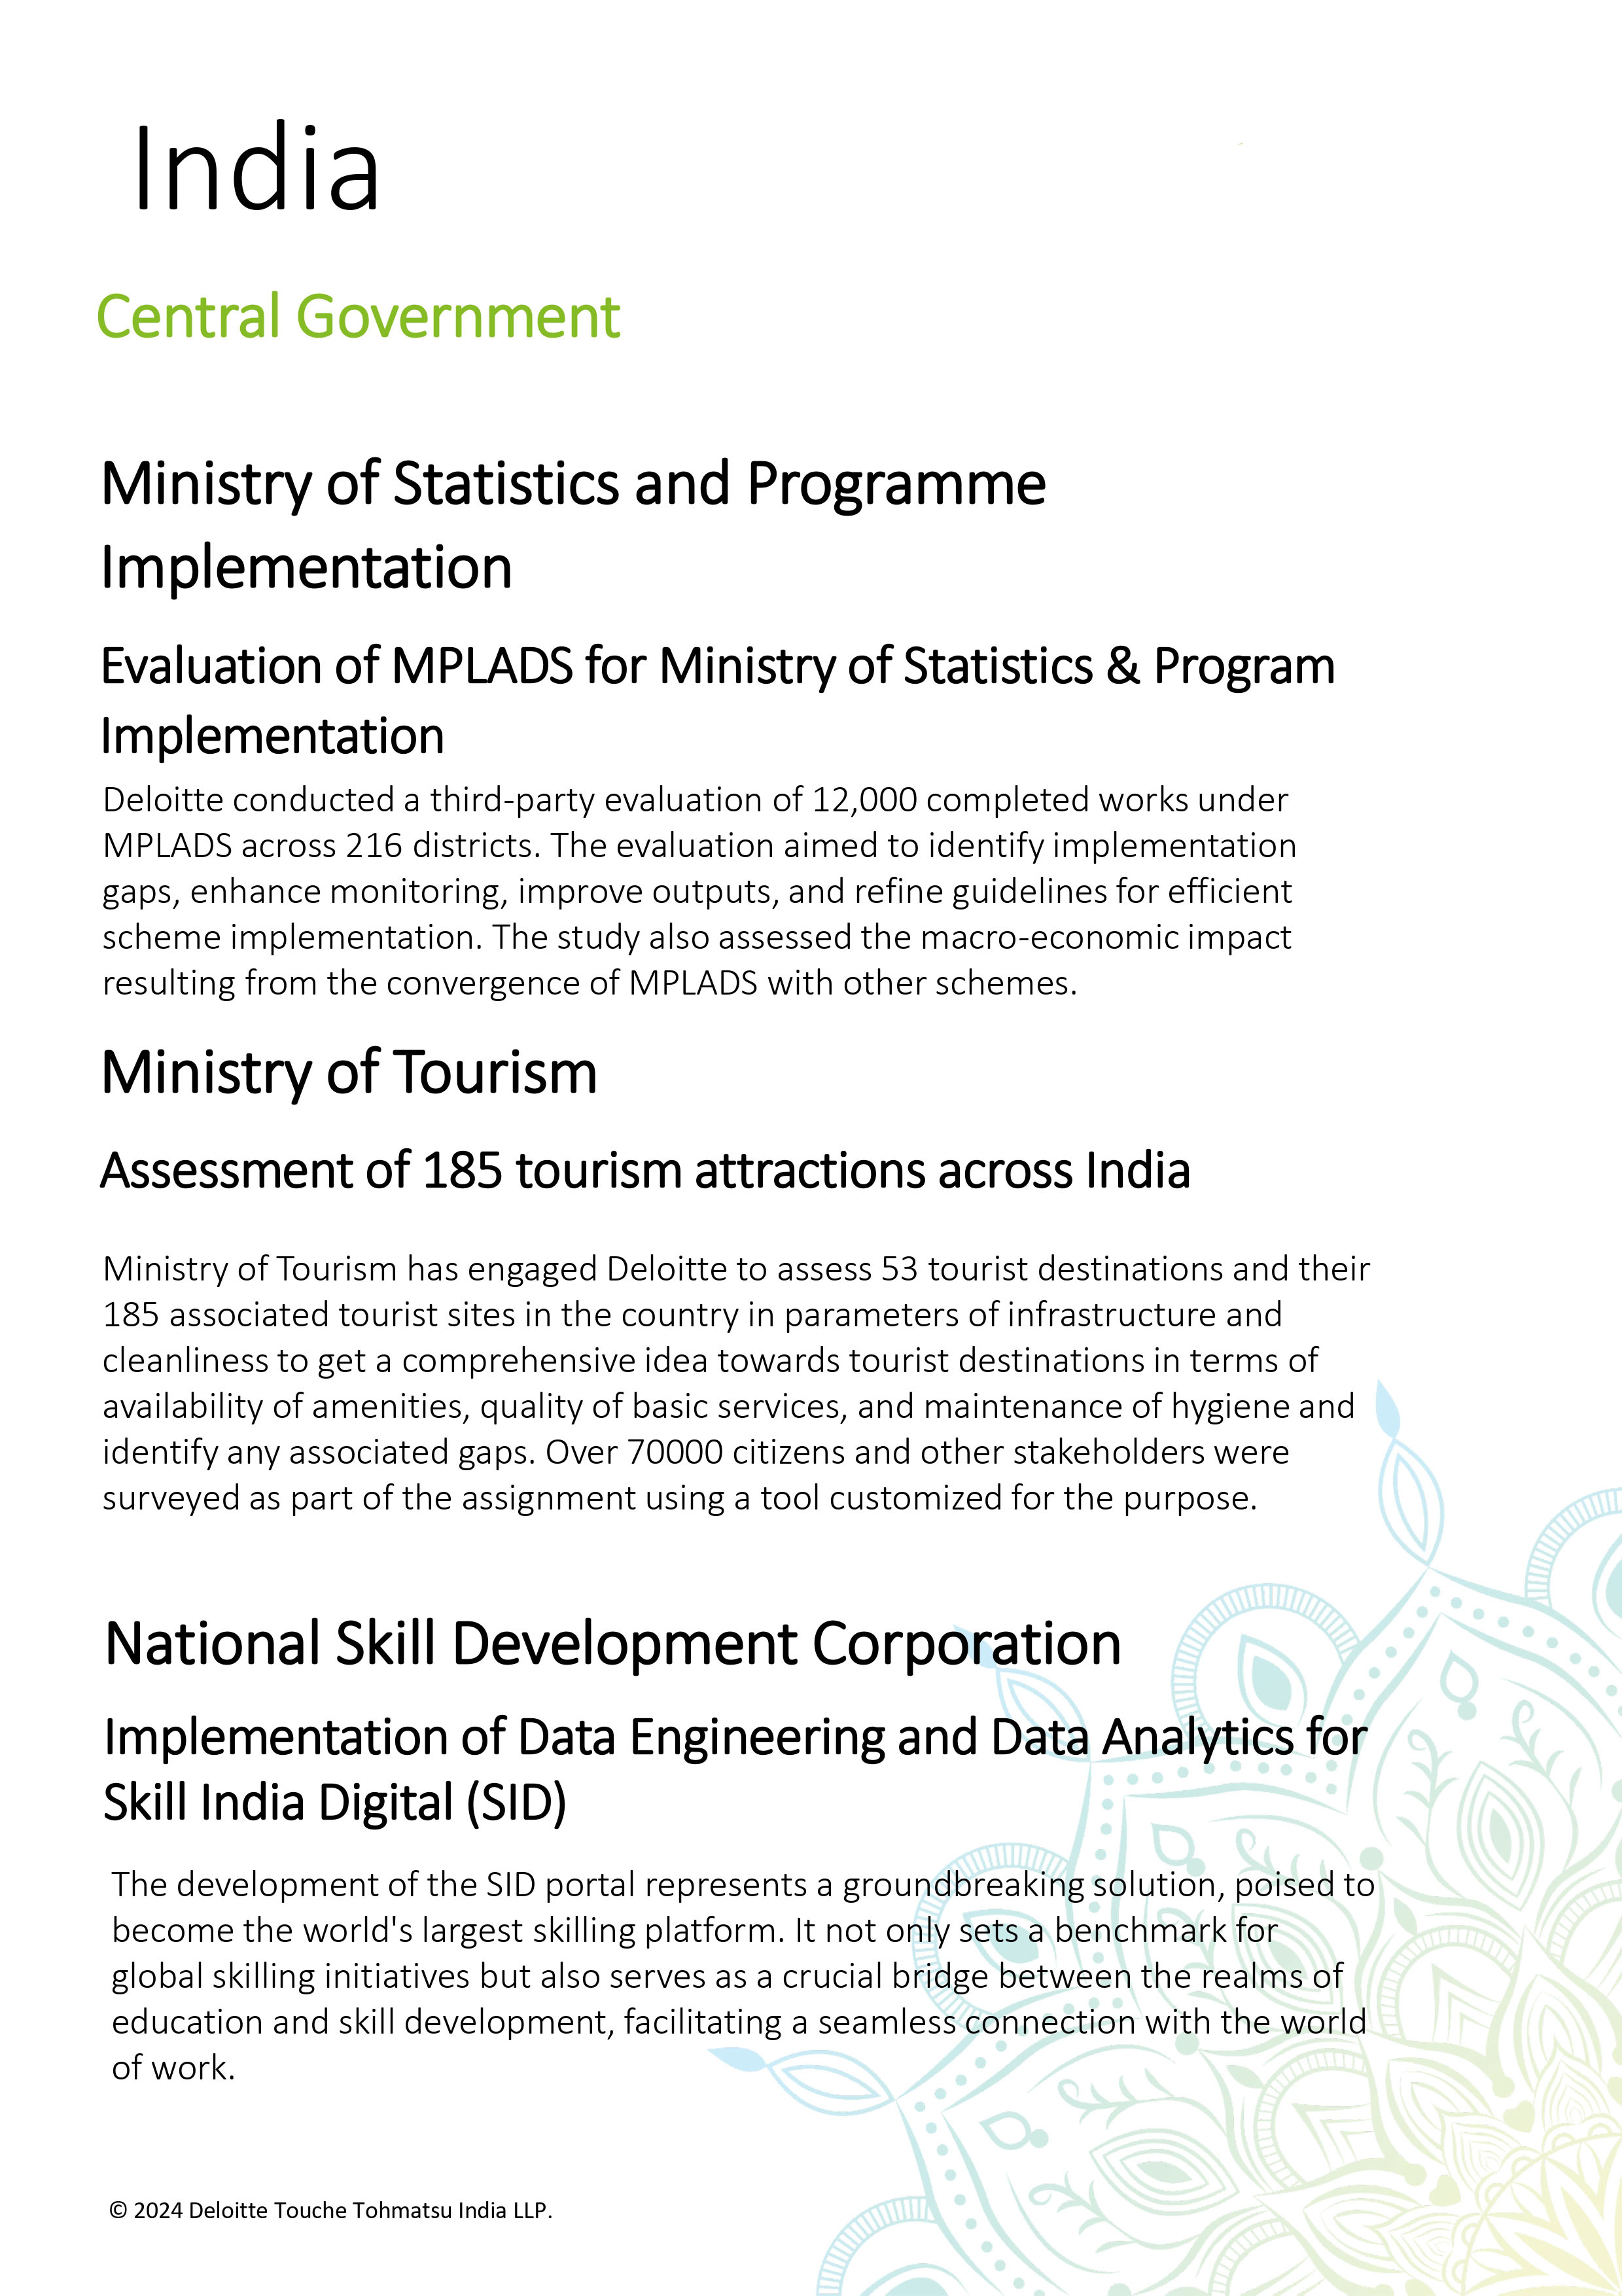 India
Central Government
Ministry of Statistics and Programme
Implementation
Evaluation of MPLADS for Ministry of Statistics & Program
Implementation
Deloitte conducted a third-party evaluation of 12,000 completed works under
MPLADS across 216 districts. The evaluation aimed to identify implementation
gaps, enhance monitoring, improve outputs, and refine guidelines for efficient
scheme implementation. The study also assessed the macro-economic impact
resulting from the convergence of MPLADS with other schemes.
Ministry of Tourism
Assessment of 185 tourism attractions across India
Ministry of Tourism has engaged Deloitte to assess 53 tourist destinations and their
185 associated tourist sites in the country in parameters of infrastructure and
cleanliness to get a comprehensive idea towards tourist destinations in terms of
availability of amenities, quality of basic services, and maintenance of hygiene and
identify any associated gaps. Over 70000 citizens and other stakeholders were
surveyed as part of the assignment using a tool customized for the purpose.
National Skill Development Corporation
Implementation of Data Engineering and Data Analytics for
Skill India Digital (SID)
The development of the SID portal represents a groundbreaking solution, poised to
become the world's largest skilling platform. It not only sets a benchmark for
global skilling initiatives but also serves as a crucial bridge between the realms of
education and skill development, facilitating a seamless connection with the world
of work.
© 2024 Deloitte Touche Tohmatsu India LLP.